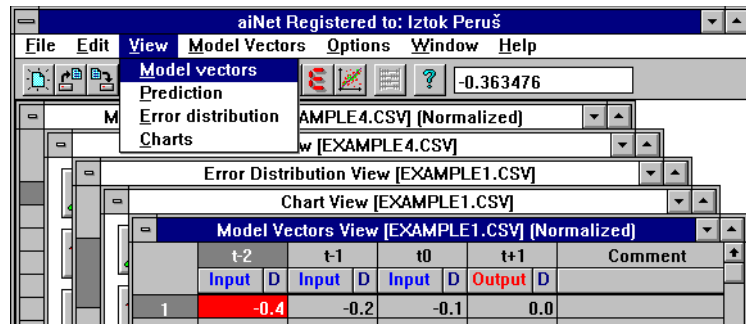 aiNet Registered to: Iztok Peruš
File Edit View Model Vectors Options Window Help
Model vectors
Prediction
Error distribution
Charts
? -0.363476
M AMPLE4.CSV] (Normalized)
w [EXAMPLE4.CSV]
Error Distribution View [EXAMPLE1.CSV]
Chart View [EXAMPLE1.CSV]
Model Vectors View [EXAMPLE1.CSV] (Normalized)
t-2 t-1 t0 t+1 Comment
Input D Input D Input D Output D
1 -0.4 -0.2 -0.1 0.0